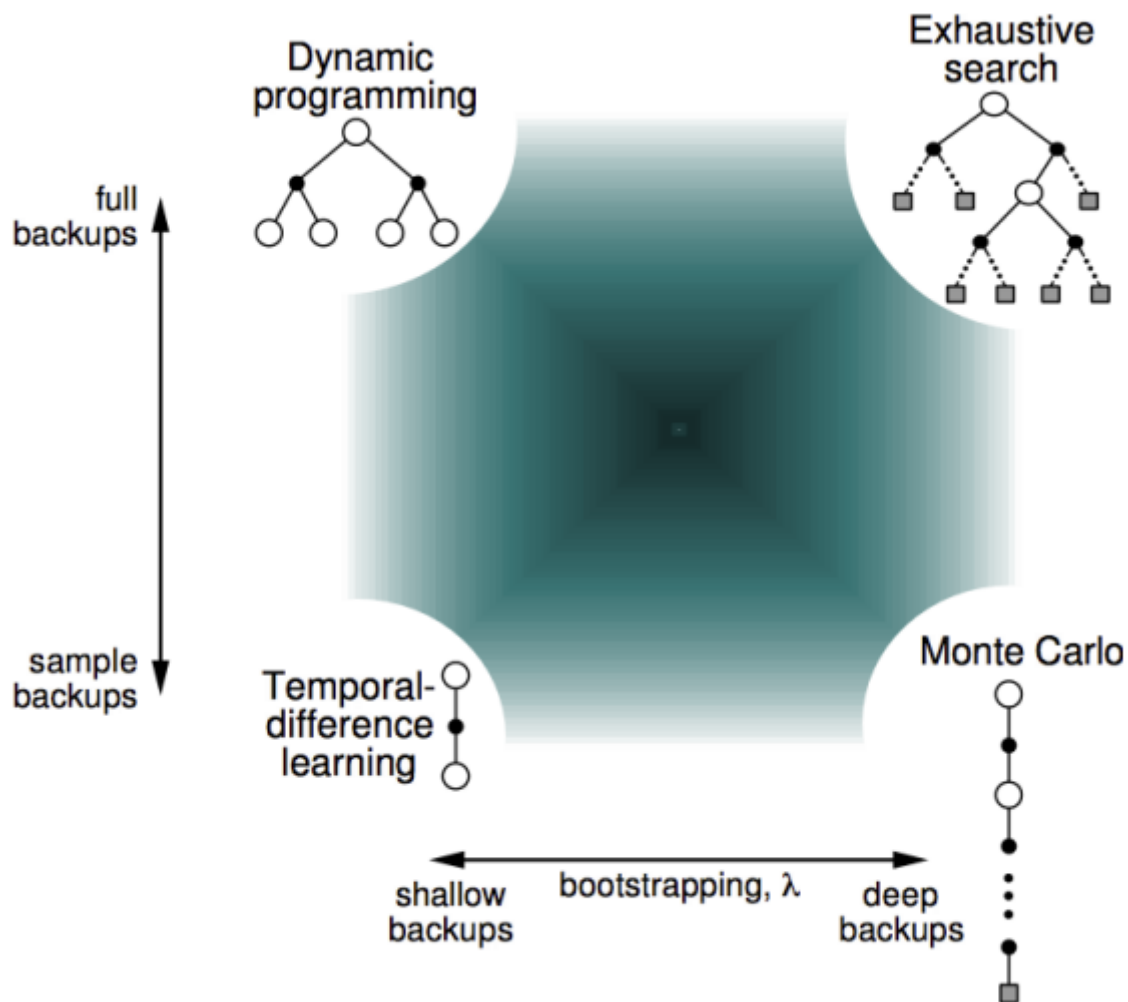 Dynamic
programming
Exhaustive
search
full
backups
sample
backups
Temporal-
difference
learning
Monte Carlo
bootstrapping, λ
shallow
backups
deep
backups